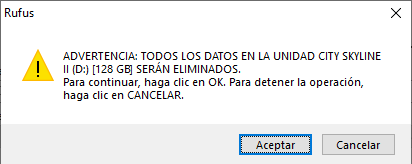 Rufus
ADVERTENCIA: TODOS LOS DATOS EN LA UNIDAD CITY SKYLINE
II (D:) [128 GB] SERÁN ELIMINADOS.
Para continuar, haga clic en OK. Para detener la operación,
haga clic en CANCELAR.
Aceptar
Cancelar